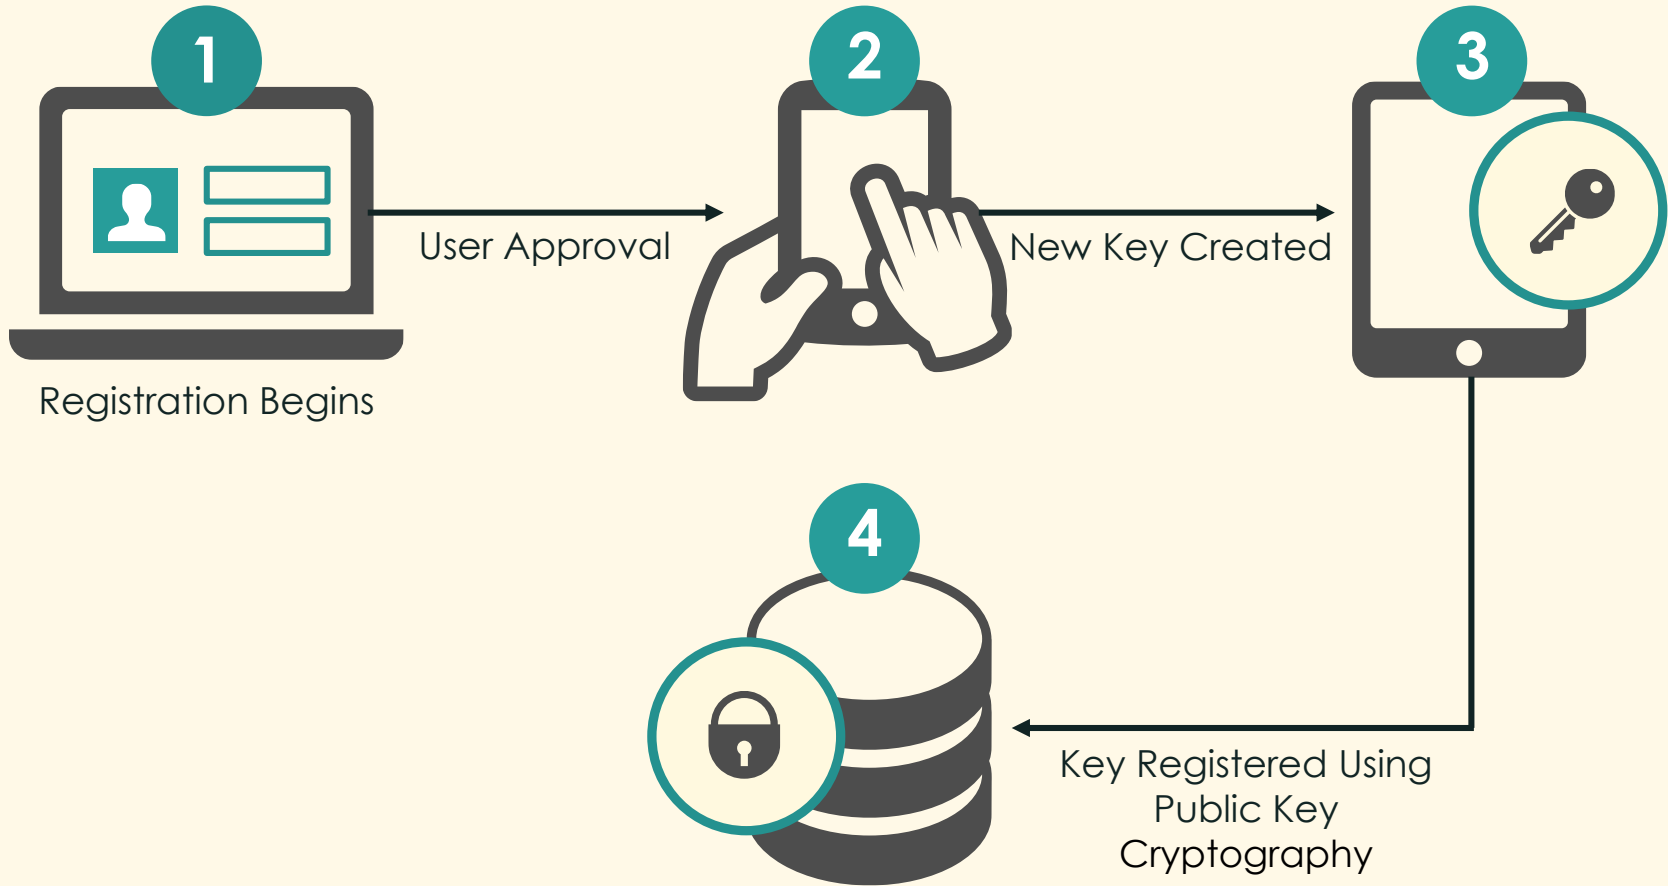 1
2
3
User Approval
New Key Created
Registration Begins
4
Key Registered Using
Public Key
Cryptography